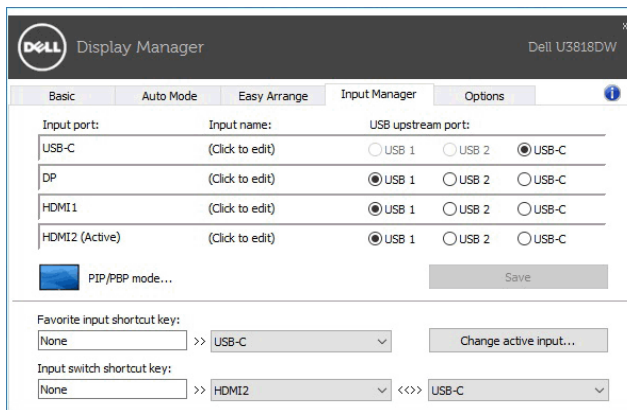 DELL Display Manager Dell U3818DW
Basic Auto Mode Easy Arrange Input Manager Options
Input port: Input name: USB upstream port:
USB-C (Click to edit) USB 1 USB 2 USB-C
DP (Click to edit) USB 1 USB 2 USB-C
HDMI1 (Click to edit) USB 1 USB 2 USB-C
HDMI2 (Active) (Click to edit) USB 1 USB 2 USB-C
PIP/PBP mode... Save
Favorite input shortcut key:
None >> USB-C Change active input...
Input switch shortcut key:
None >> HDMI2 <<>> USB-C